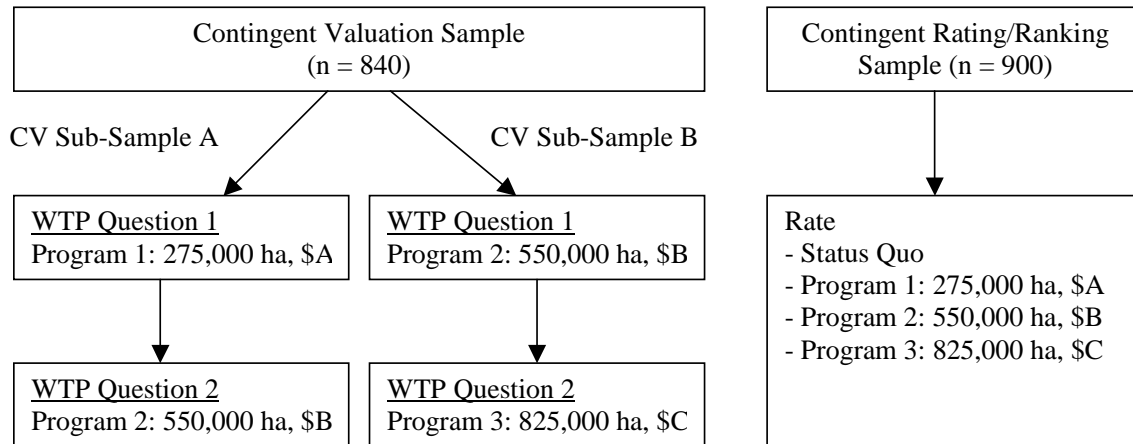 Contingent Valuation Sample
(n = 840)
Contingent Rating/Ranking
Sample (n = 900)
CV Sub-Sample A
CV Sub-Sample B
WTP Question 1
Program 1: 275,000 ha, $A
WTP Question 1
Program 2: 550,000 ha, $B
Rate
- Status Quo
- Program 1: 275,000 ha, $A
- Program 2: 550,000 ha, $B
- Program 3: 825,000 ha, $C
WTP Question 2
Program 2: 550,000 ha, $B
WTP Question 2
Program 3: 825,000 ha, $C